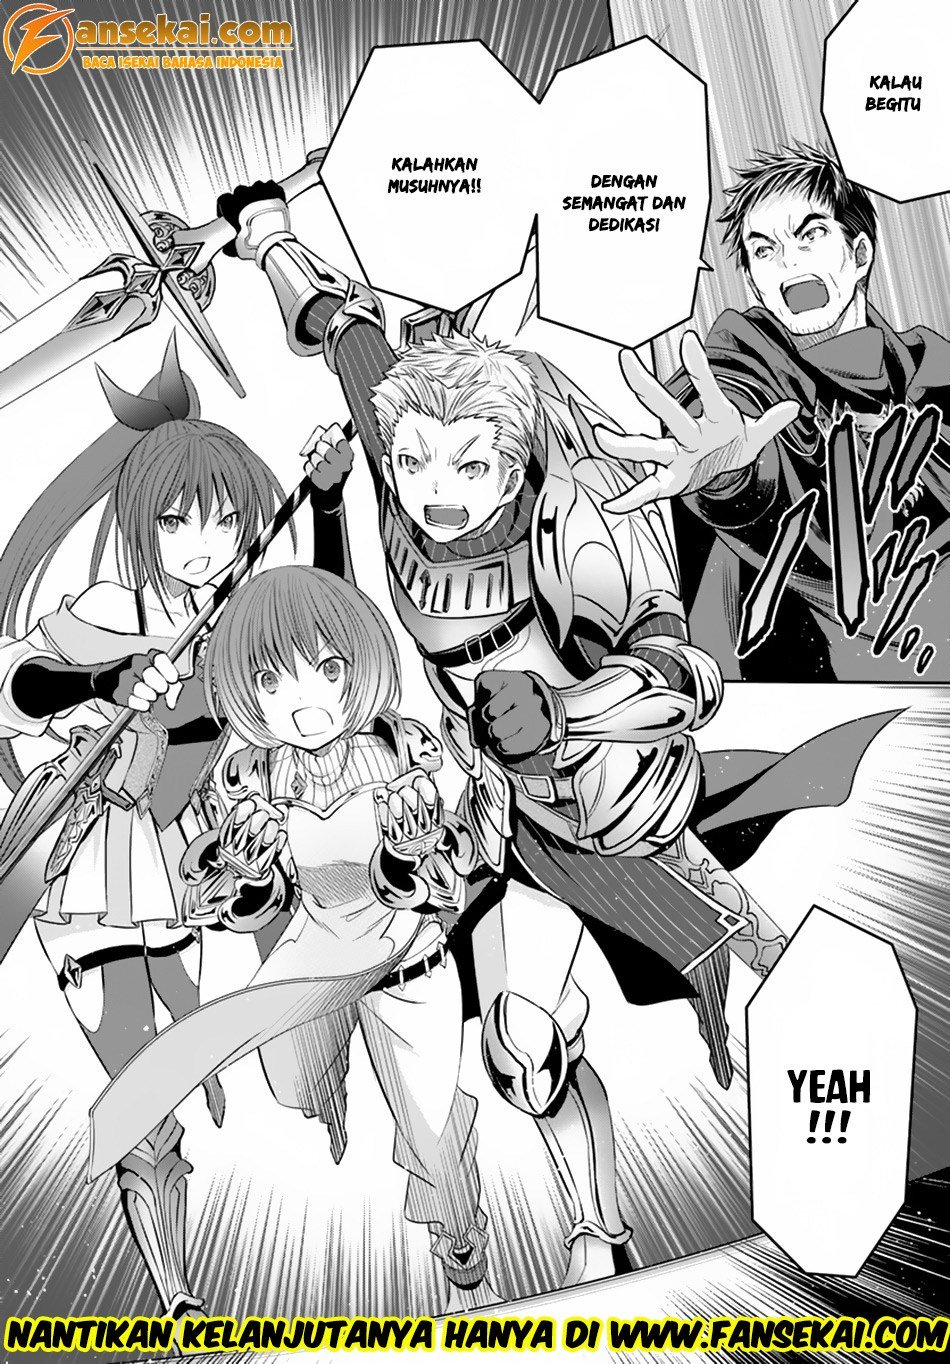 Fansekai.com
BACA ISEKAI BAHASA INDONESIA
KALAU
BEGITU
DENGAN
SEMANGAT DAN
DEDIKASI
KALAHKAN
MUSUHNYA!!
YEAH
!!!
NANTIKAN KELANJUTANYA HANYA DI WWW.FANSEKAI.COM